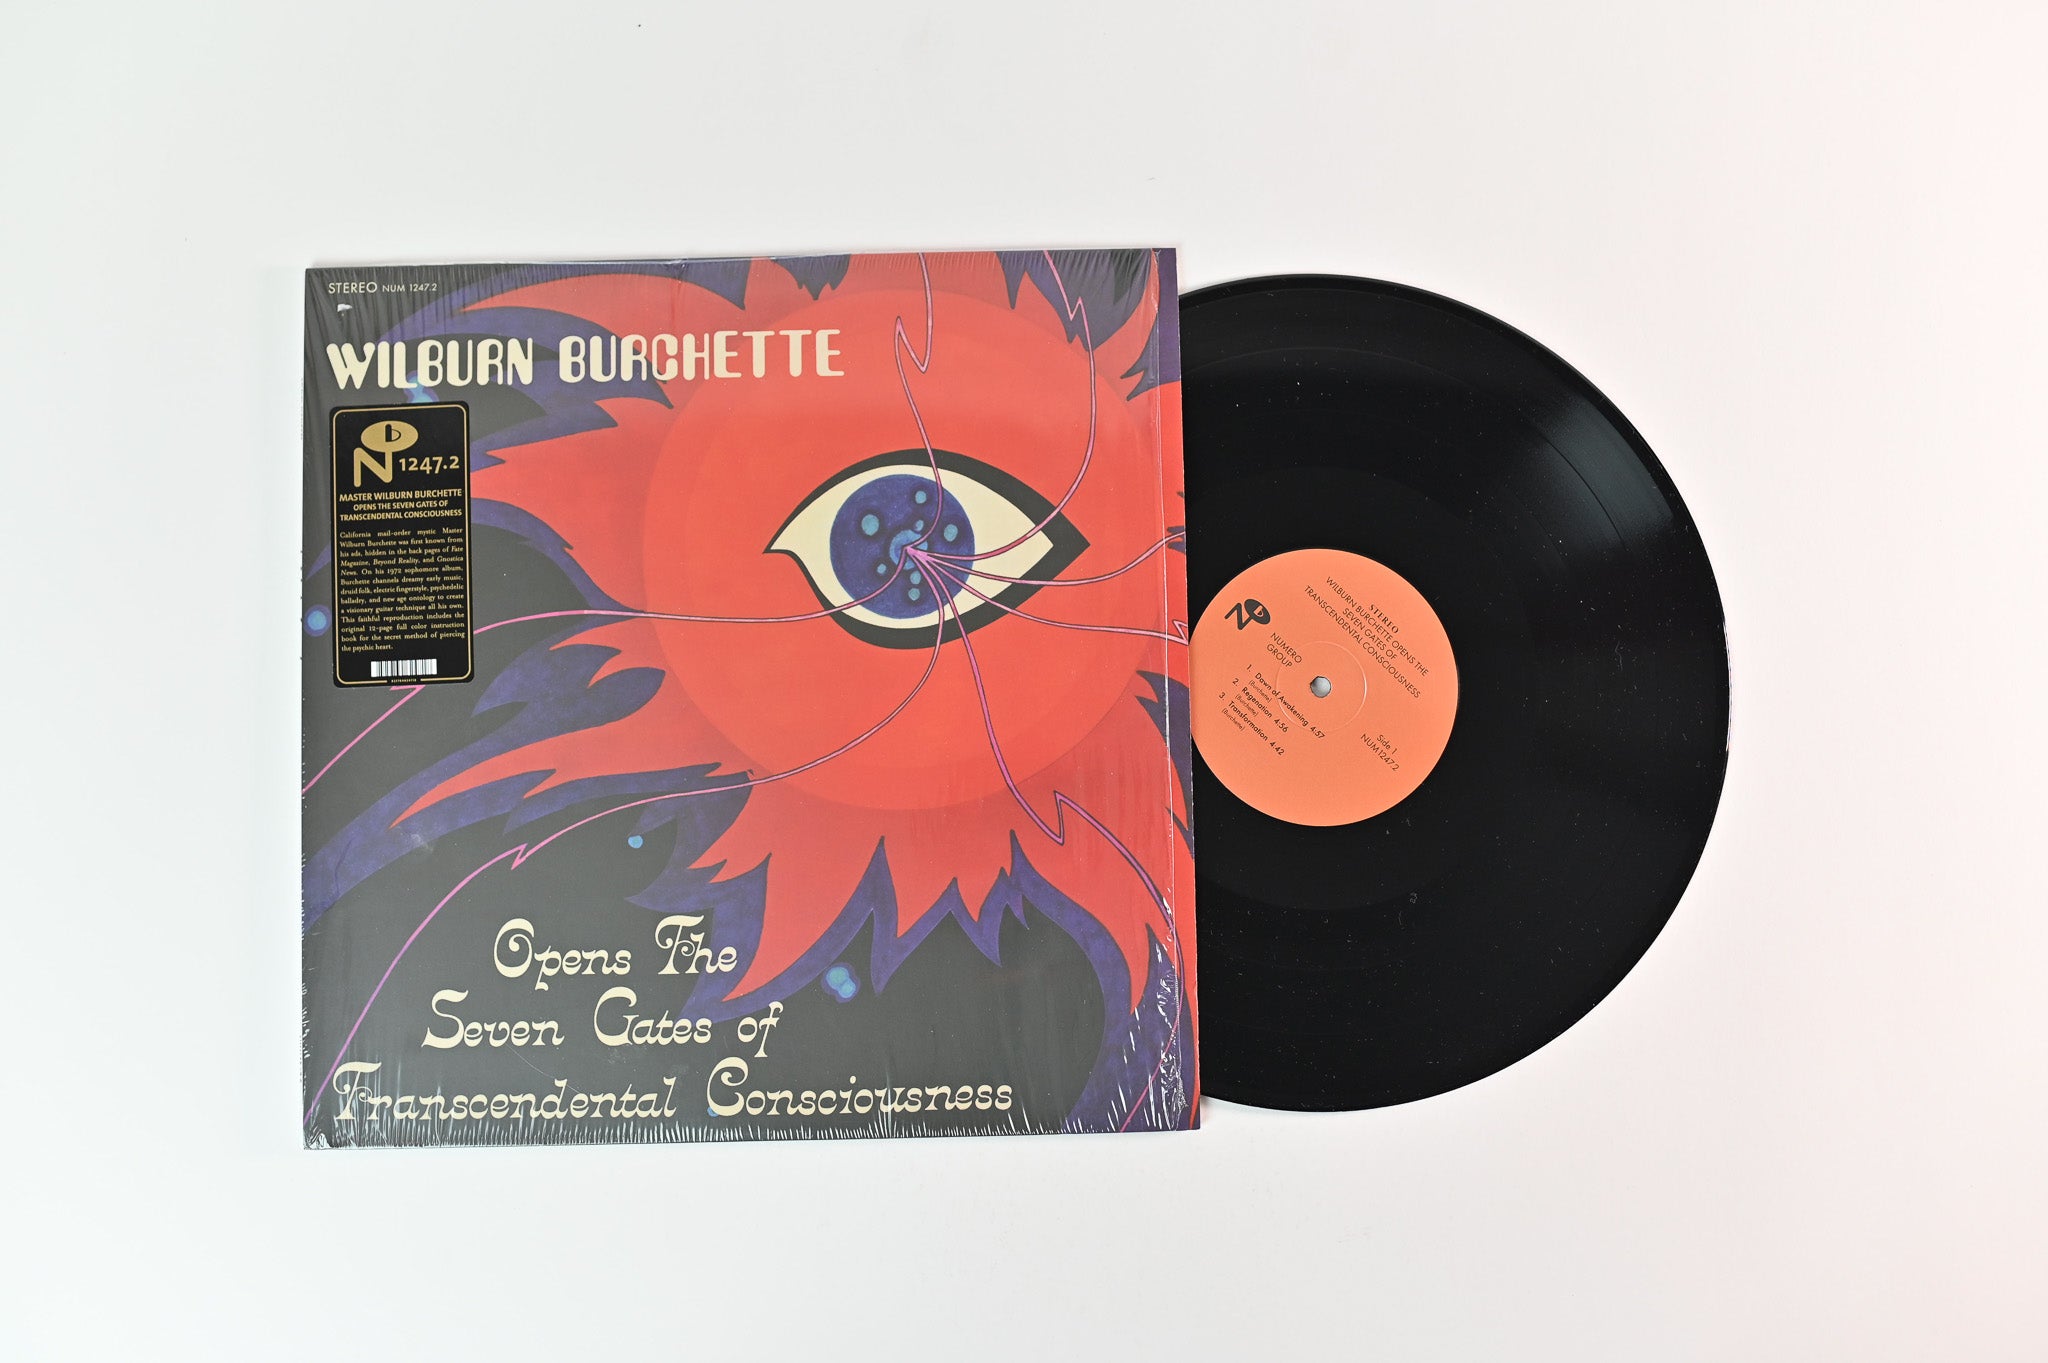 STEREO NUM 1247.2
WILBURN BURCHETTE
N 1247.2
MASTER WILBURN BURCHETTE
OPENS THE SEVEN GATES OF
TRANSCENDENTAL CONSCIOUSNESS
California mail-order mystic Master
Wilburn Burchette was first known from
his ads, hidden in the back pages of Fate
Magazine, Beyond Reality, and Gnostica
News. On his 1972 sophomore album,
Burchette channels dreamy early music,
druid folk, electric fingerstyle, psychedelic
balladry, and new age ontology to create
a visionary guitar technique all his own.
This faithful reproduction includes the
original 12-page full color instruction
book for the secret method of piercing
the psychic heart.
Opens The
Seven Gates of
Transcendental Consciousness
STEREO
WILBURN BURCHETTE OPENS THE
SEVEN GATES OF
TRANSCENDENTAL CONSCIOUSNESS
N
NUMERO
GROUP
1. Dawn of Awakening 4:57
(Burchette)
2. Regenation 4:56
(Burchette)
3. Transformation 4:42
(Burchette)
Side 1
NUM1247.2